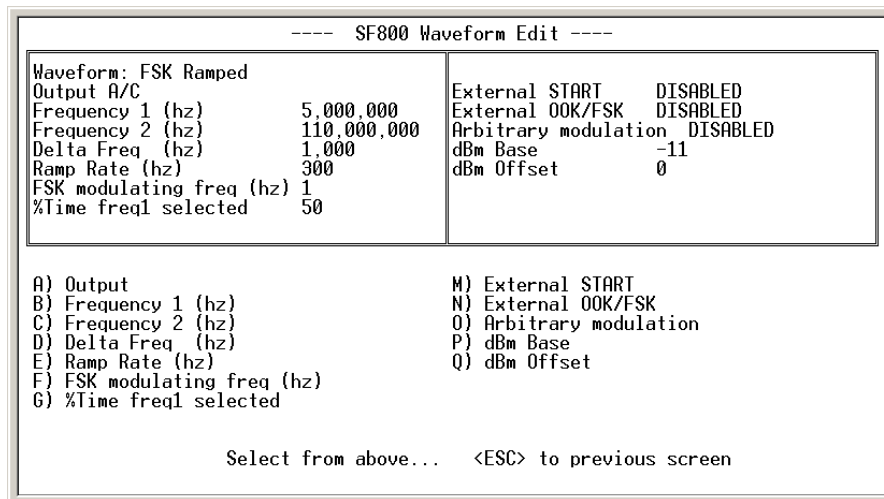 ---- SF800 Waveform Edit ----
Waveform: FSK Ramped
Output A/C
Frequency 1 (hz) 5,000,000
Frequency 2 (hz) 110,000,000
Delta Freq (hz) 1,000
Ramp Rate (hz) 300
FSK modulating freq (hz) 1
%Time freq1 selected 50
External START DISABLED
External OOK/FSK DISABLED
Arbitrary modulation DISABLED
dBm Base -11
dBm Offset 0
A) Output
B) Frequency 1 (hz)
C) Frequency 2 (hz)
D) Delta Freq (hz)
E) Ramp Rate (hz)
F) FSK modulating freq (hz)
G) %Time freq1 selected
M) External START
N) External OOK/FSK
O) Arbitrary modulation
P) dBm Base
Q) dBm Offset
Select from above... <ESC> to previous screen